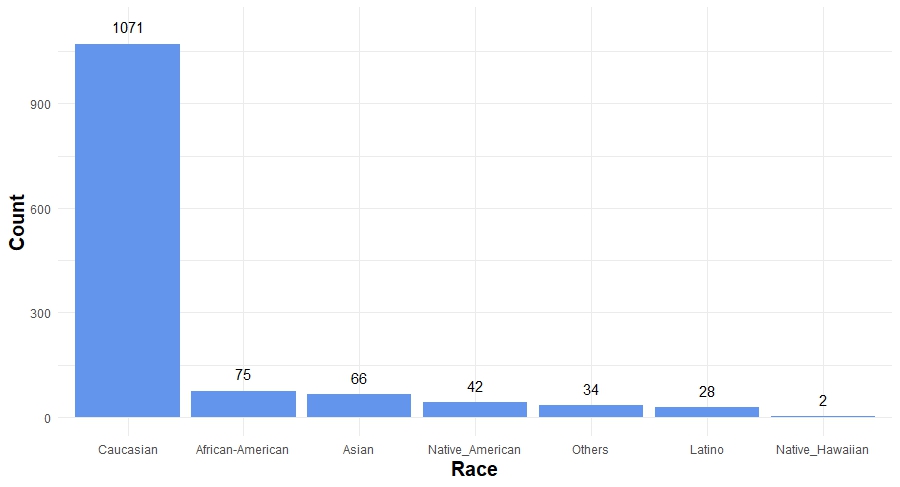 1071
900
600
300
0
75
66
42
34
28
2
Caucasian
African-American
Asian
Native_American
Others
Latino
Native_Hawaiian
Race
Count